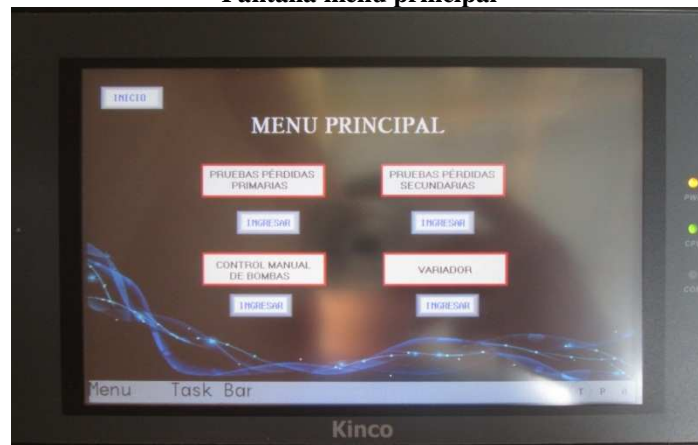 Pantalla menú principal
INICIO
MENU PRINCIPAL
PRUEBAS PÉRDIDAS
PRIMARIAS
PRUEBAS PÉRDIDAS
SECUNDARIAS
INGRESAR
INGRESAR
CONTROL MANUAL
DE BOMBAS
VARIADOR
INGRESAR
INGRESAR
Menu Task Bar
T P
Kinco